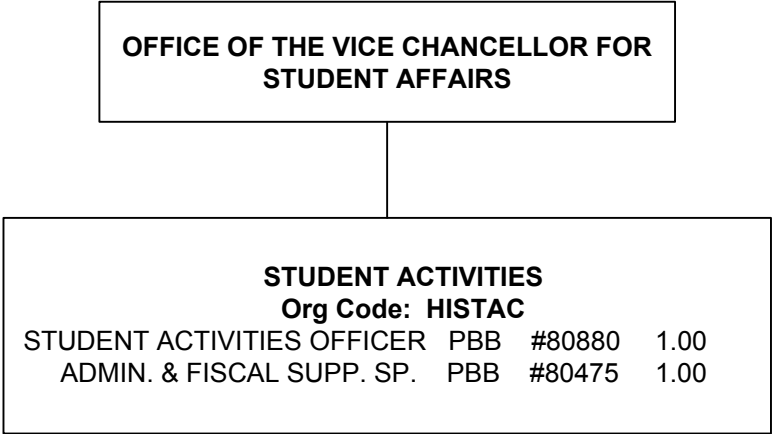 OFFICE OF THE VICE CHANCELLOR FOR
STUDENT AFFAIRS
STUDENT ACTIVITIES
Org Code: HISTAC
STUDENT ACTIVITIES OFFICER PBB #80880 1.00
ADMIN. & FISCAL SUPP. SP. PBB #80475 1.00